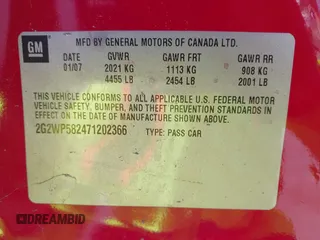 GM
MFD BY GENERAL MOTORS OF CANADA LTD.
DATE GVWR GAWR FRT GAWR RR
01/07 2021 KG 1113 KG 908 KG
4455 LB 2454 LB 2001 LB
THIS VEHICLE CONFORMS TO ALL APPLICABLE U.S. FEDERAL MOTOR
VEHICLE SAFETY, BUMPER, AND THEFT PREVENTION STANDARDS IN
EFFECT ON THE DATE OF MANUFACTURE SHOWN ABOVE.
2G2WP582471202366 TYPE: PASS CAR
DREAMBID